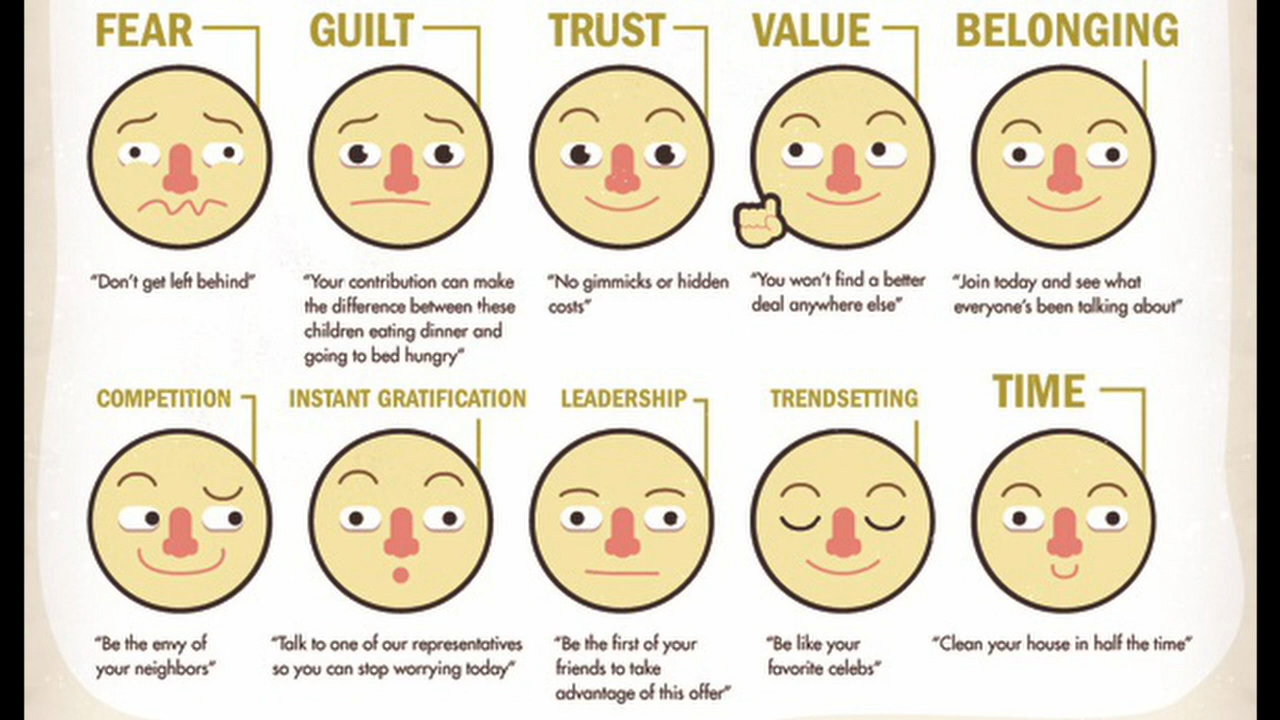 FEAR
GUILT
TRUST
VALUE
BELONGING
“Don’t get left behind”
“Your contribution can make
the difference between these
children eating dinner and
going to bed hungry”
“No gimmicks or hidden
costs”
“You won’t find a better
deal anywhere else”
“Join today and see what
everyone’s been talking about”
COMPETITION
INSTANT GRATIFICATION
LEADERSHIP
TRENDSETTING
TIME
“Be the envy of
your neighbors”
“Talk to one of our representatives
so you can stop worrying today”
“Be the first of your
friends to take
advantage of this offer”
“Be like your
favorite celebs”
“Clean your house in half the time”